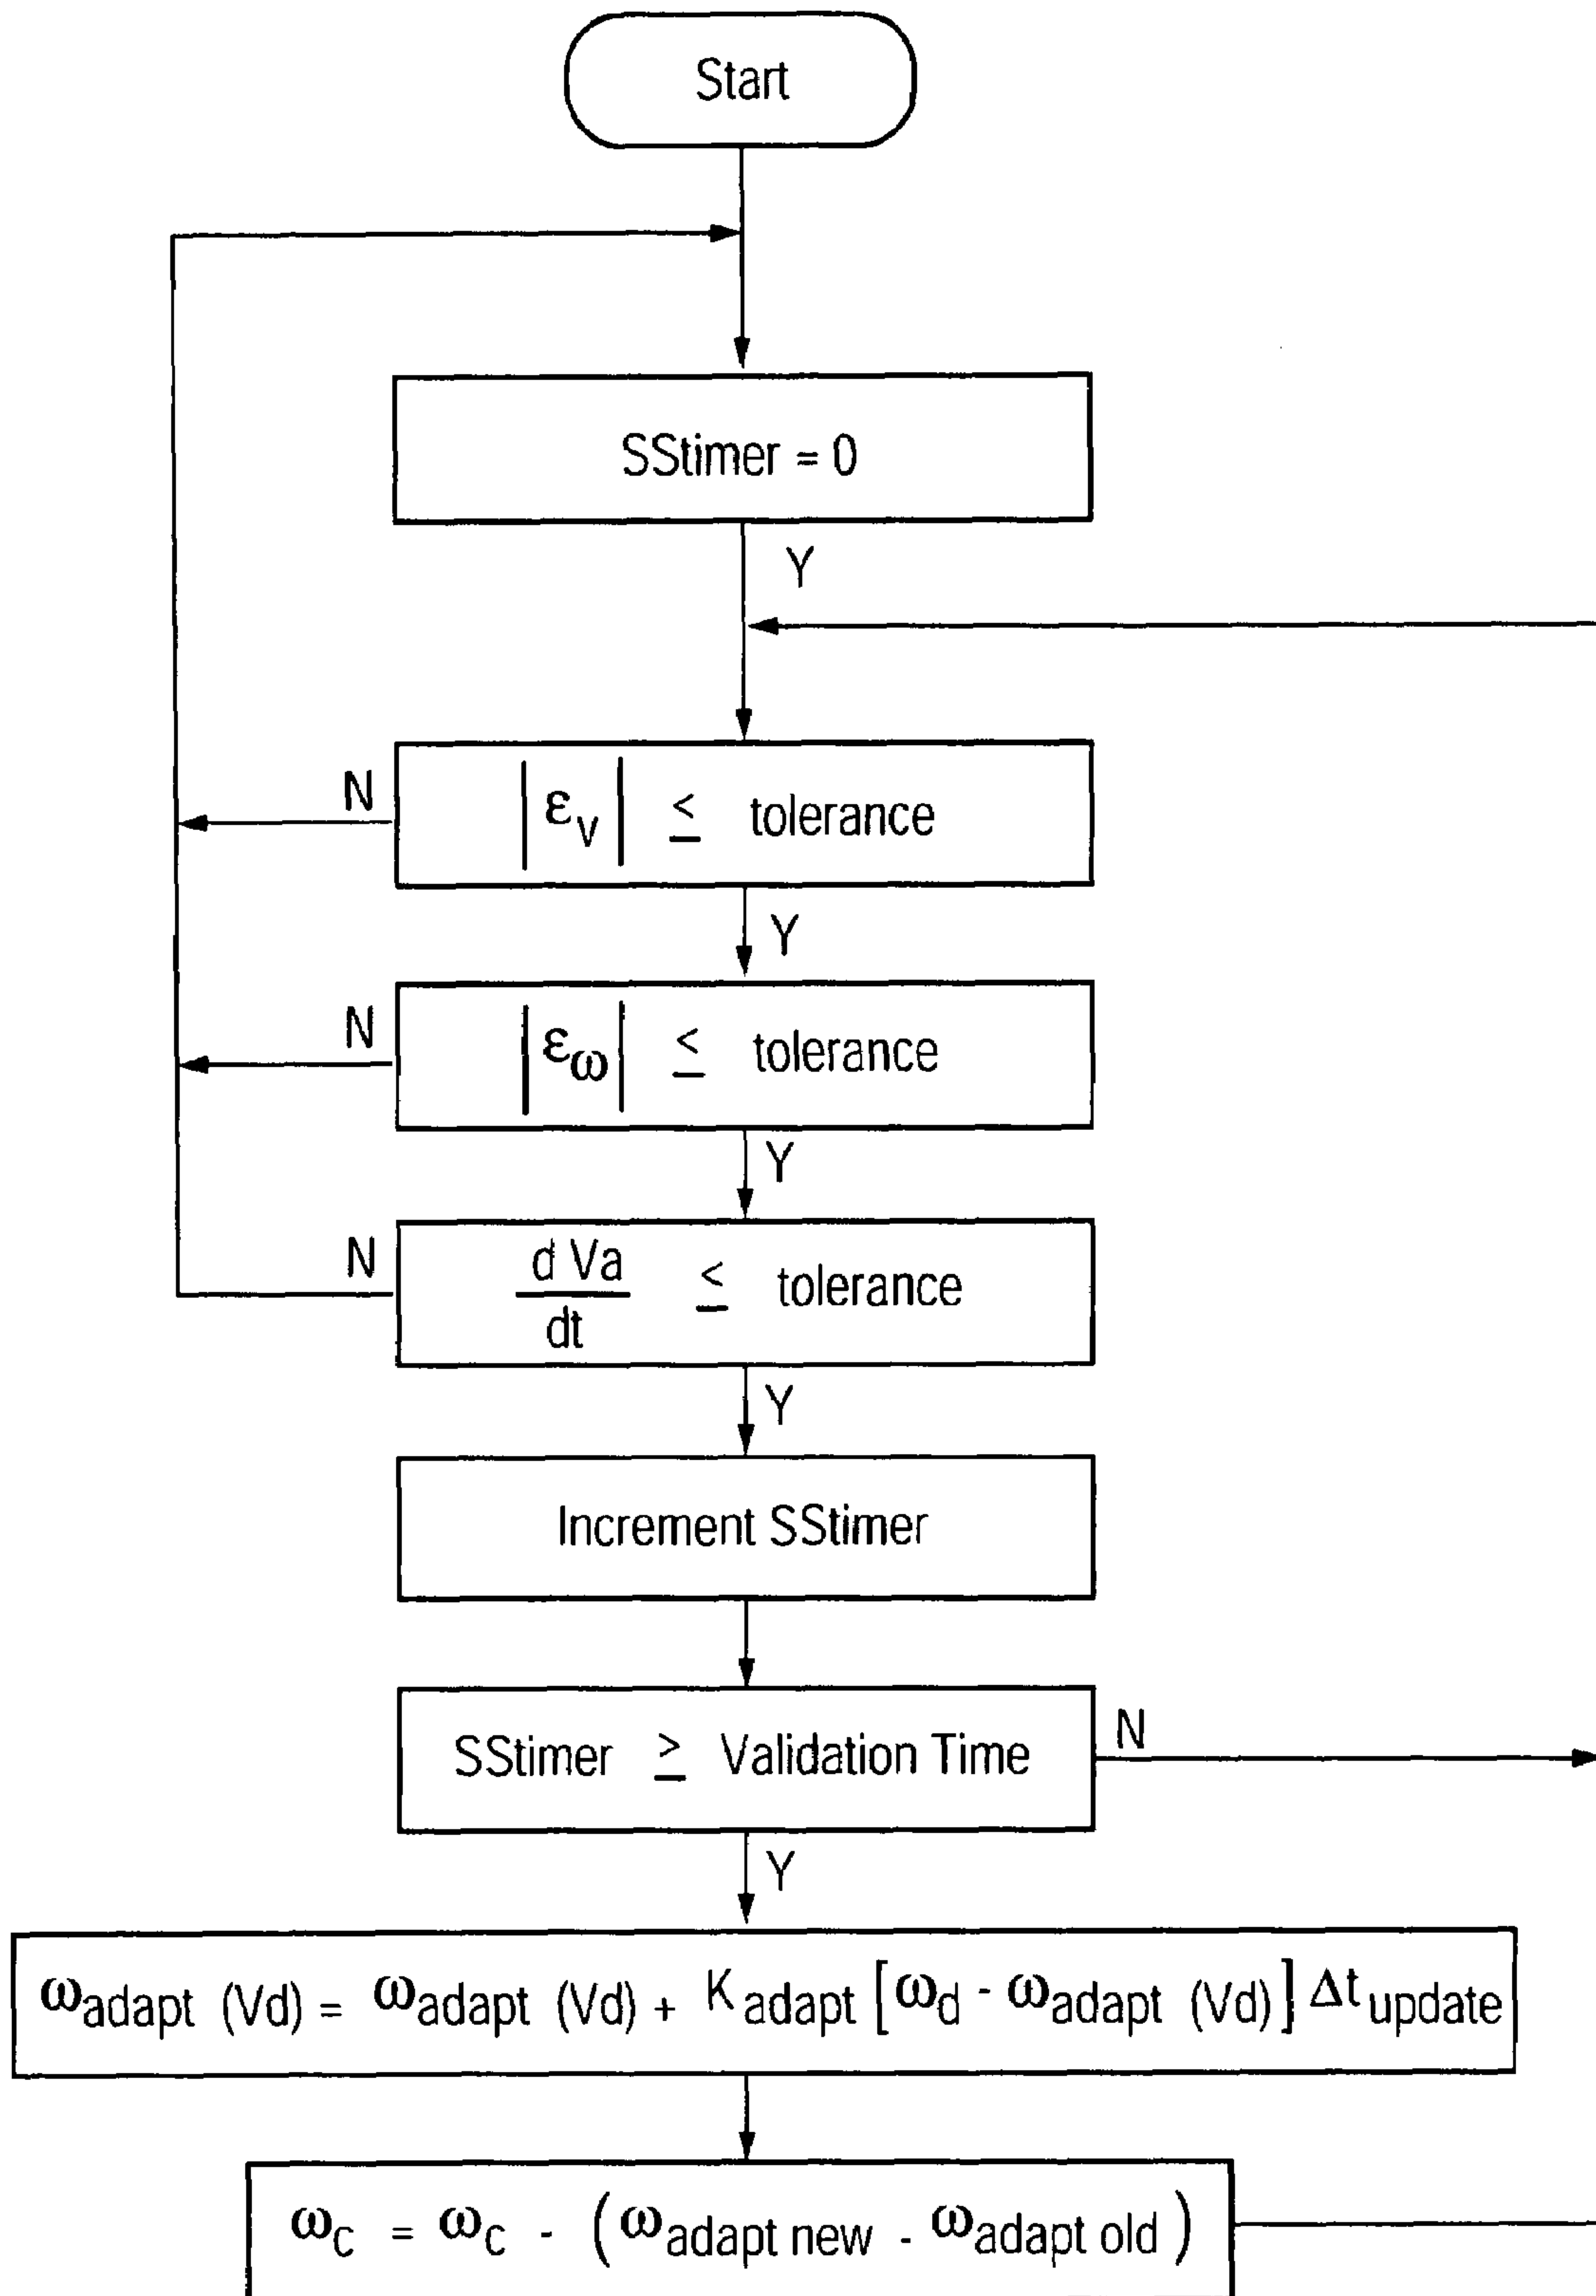 Start
SStimer = 0
Y
N
|εv| ≤ tolerance
Y
N
|εω| ≤ tolerance
Y
N
d Va
dt
≤ tolerance
Y
Increment SStimer
SStimer ≥ Validation Time
N
Y
ωadapt (Vd) = ωadapt (Vd) + Kadapt [ωd - ωadapt (Vd)] Δtupdate
ωc = ωc - (ωadapt new - ωadapt old)